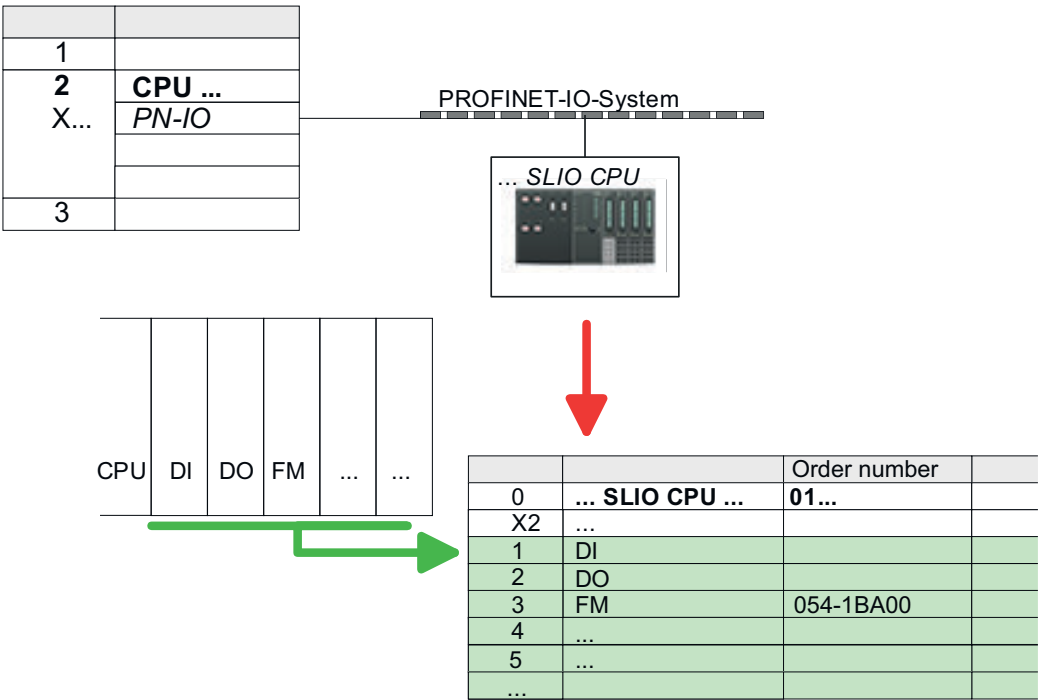 1
2 CPU ...
X... PN-IO
3
PROFINET-IO-System
... SLIO CPU
CPU DI DO FM ... ...
Order number
0 ... SLIO CPU ... 01...
X2 ...
1 DI
2 DO
3 FM 054-1BA00
4 ...
5 ...
...